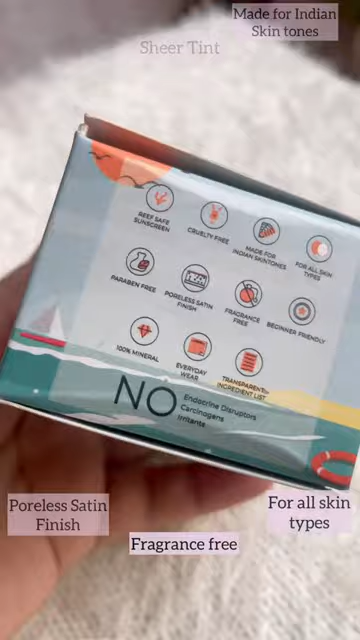 Made for Indian
Skin tones
Sheer Tint
REEF SAFE
SUNSCREEN
CRUELTY FREE
MADE FOR
INDIAN SKINTONES
FOR ALL SKIN
TYPES
PARABEN FREE
PORELESS SATIN
FINISH
FRAGRANCE
FREE
BEGINNER FRIENDLY
100% MINERAL
EVERYDAY
WEAR
TRANSPARENT
INGREDIENT LIST
NO
Endocrine Disruptors
Carcinogens
Irritants
Poreless Satin
Finish
For all skin
types
Fragrance free